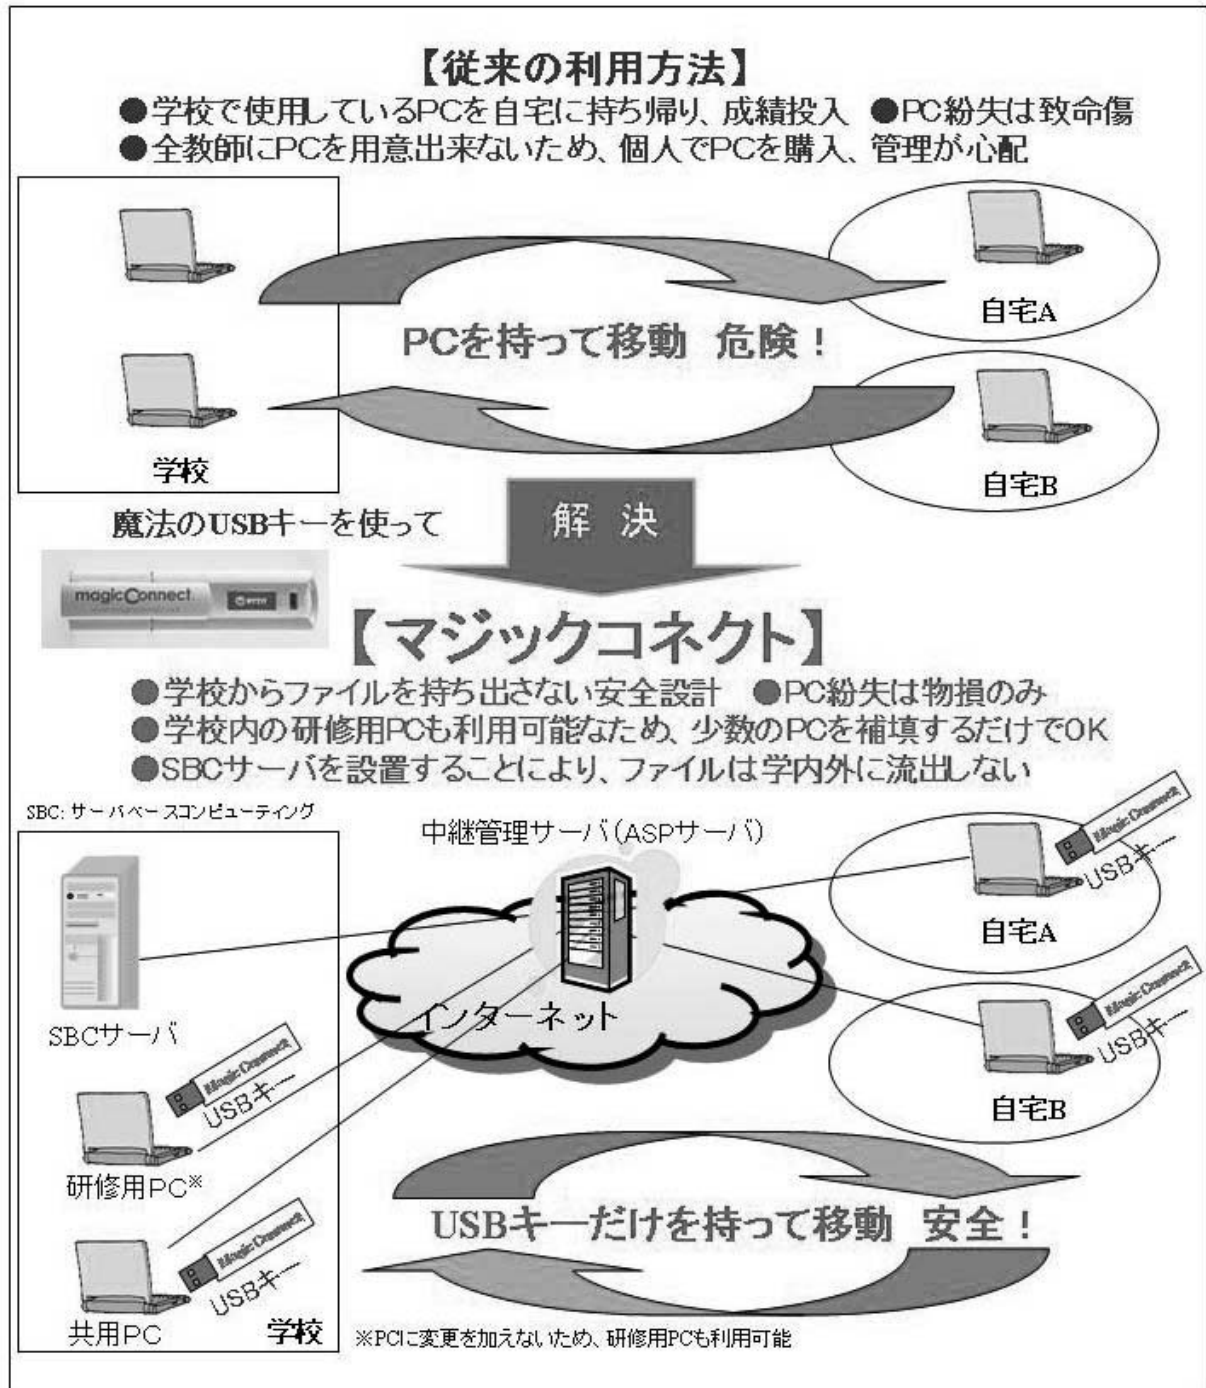 【従来の利用方法】
●学校で使用しているPCを自宅に持ち帰り、成績投入 ●PC紛失は致命傷
●全教師にPCを用意出来ないため、個人でPCを購入、管理が心配
自宅A
PCを持って移動 危険!
学校
自宅B
魔法のUSBキーを使って
解 決
magicConnect.
【マジックコネクト】
●学校からファイルを持ち出さない安全設計 ●PC紛失は物損のみ
●学校内の研修用PCも利用可能なため、少数のPCを補填するだけでOK
●SBCサーバを設置することにより、ファイルは学内外に流出しない
SBC:サーバベースコンピューティング
中継管理サーバ(ASPサーバ)
Magic Connect
USBキー
自宅A
SBCサーバ
インターネット
Magic Connect
USBキー
自宅B
Magic Connect
USBキー
研修用PC※
USBキーだけを持って移動 安全!
Magic Connect
USBキー
共用PC
学校
※PCに変更を加えないため、研修用PCも利用可能